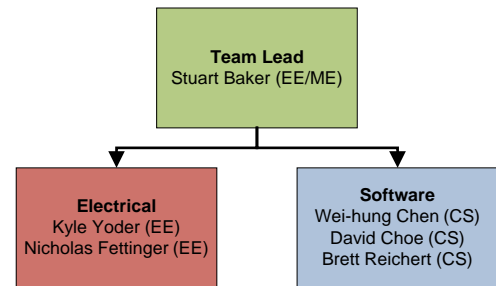 Team Lead
Stuart Baker (EE/ME)
Electrical
Kyle Yoder (EE)
Nicholas Fettinger (EE)
Software
Wei-hung Chen (CS)
David Choe (CS)
Brett Reichert (CS)